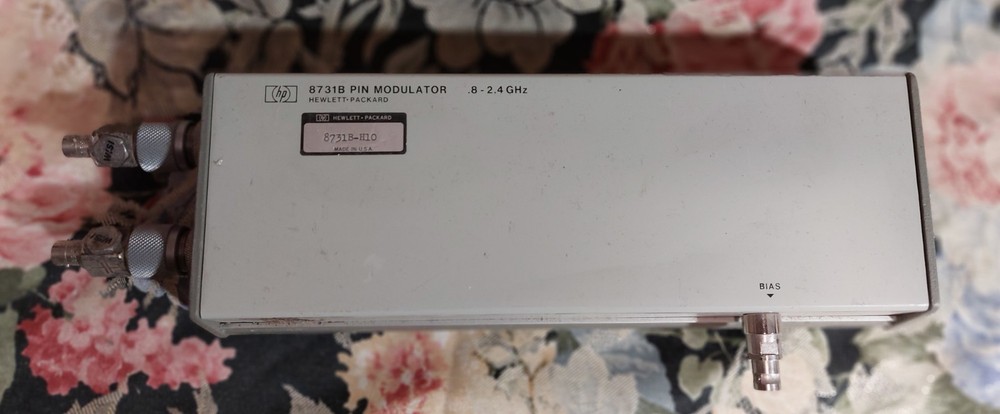 hp 8731B PIN MODULATOR .8 - 2.4 GHz
HEWLETT • PACKARD
hp HEWLETT • PACKARD
8731B-H10
MADE IN U.S.A.
BIAS